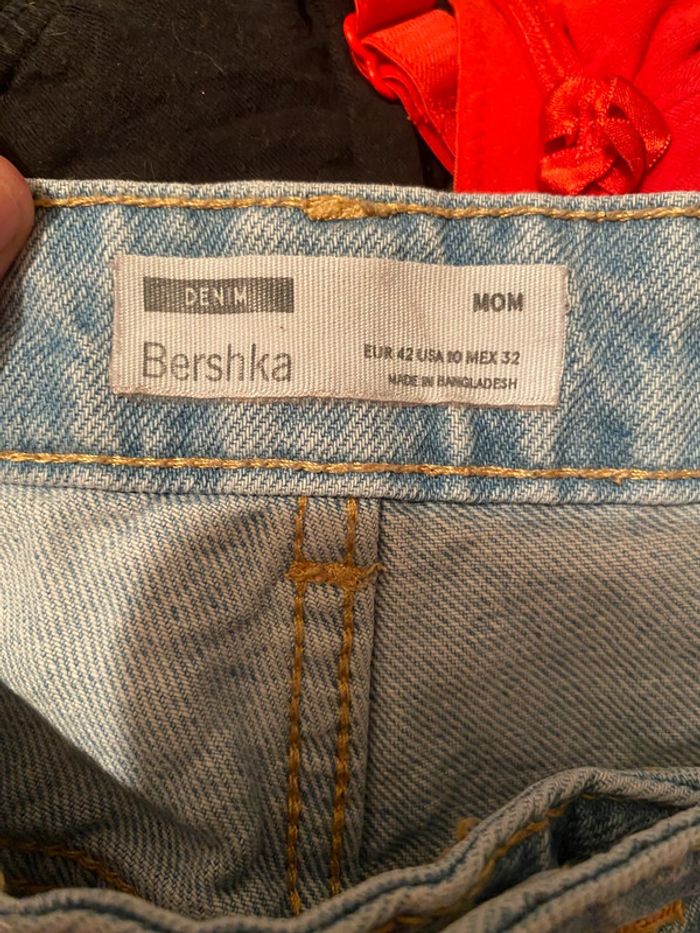 DENIM
MOM
Bershka
EUR 42 USA 10 MEX 32
MADE IN BANGLADESH